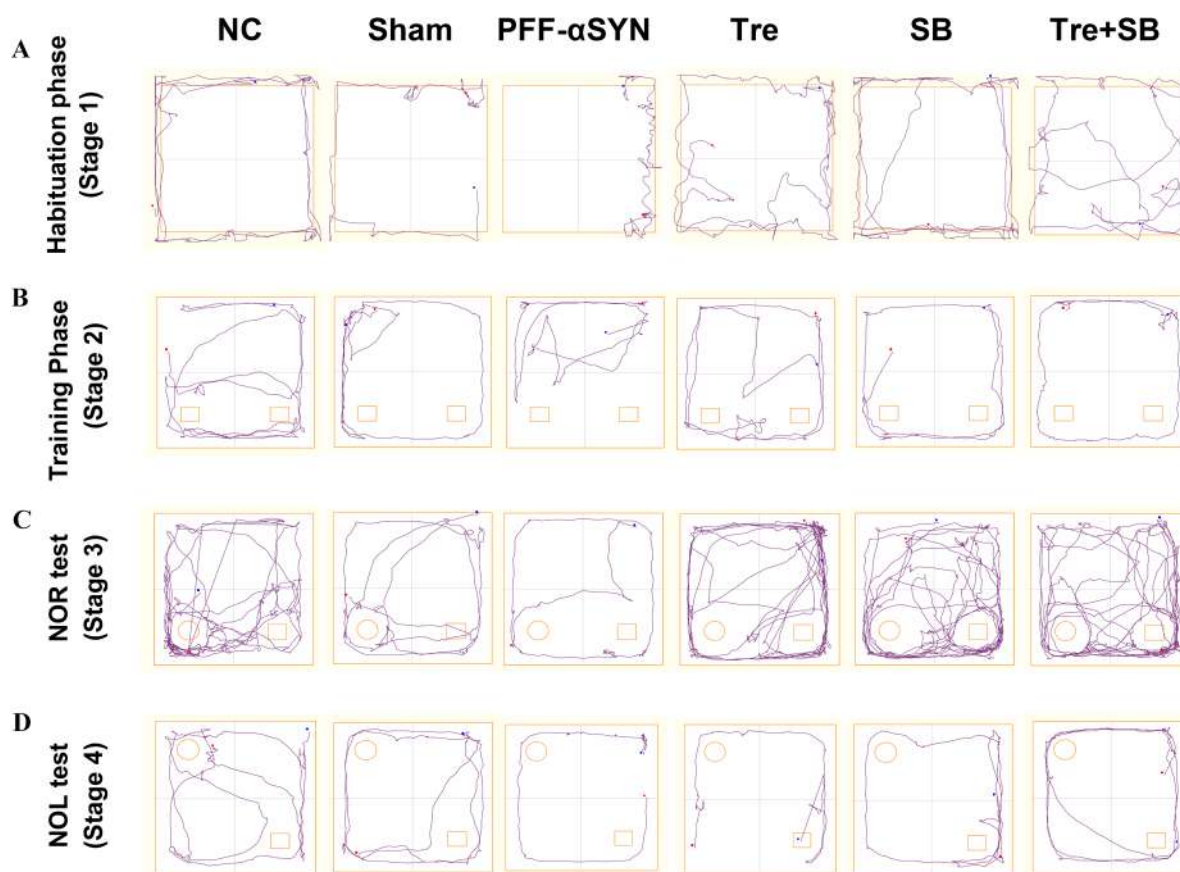 NC Sham PFF-αSYN Tre SB Tre+SB
A
Habituation phase
(Stage 1)
B
Training Phase
(Stage 2)
C
NOR test
(Stage 3)
D
NOL test
(Stage 4)